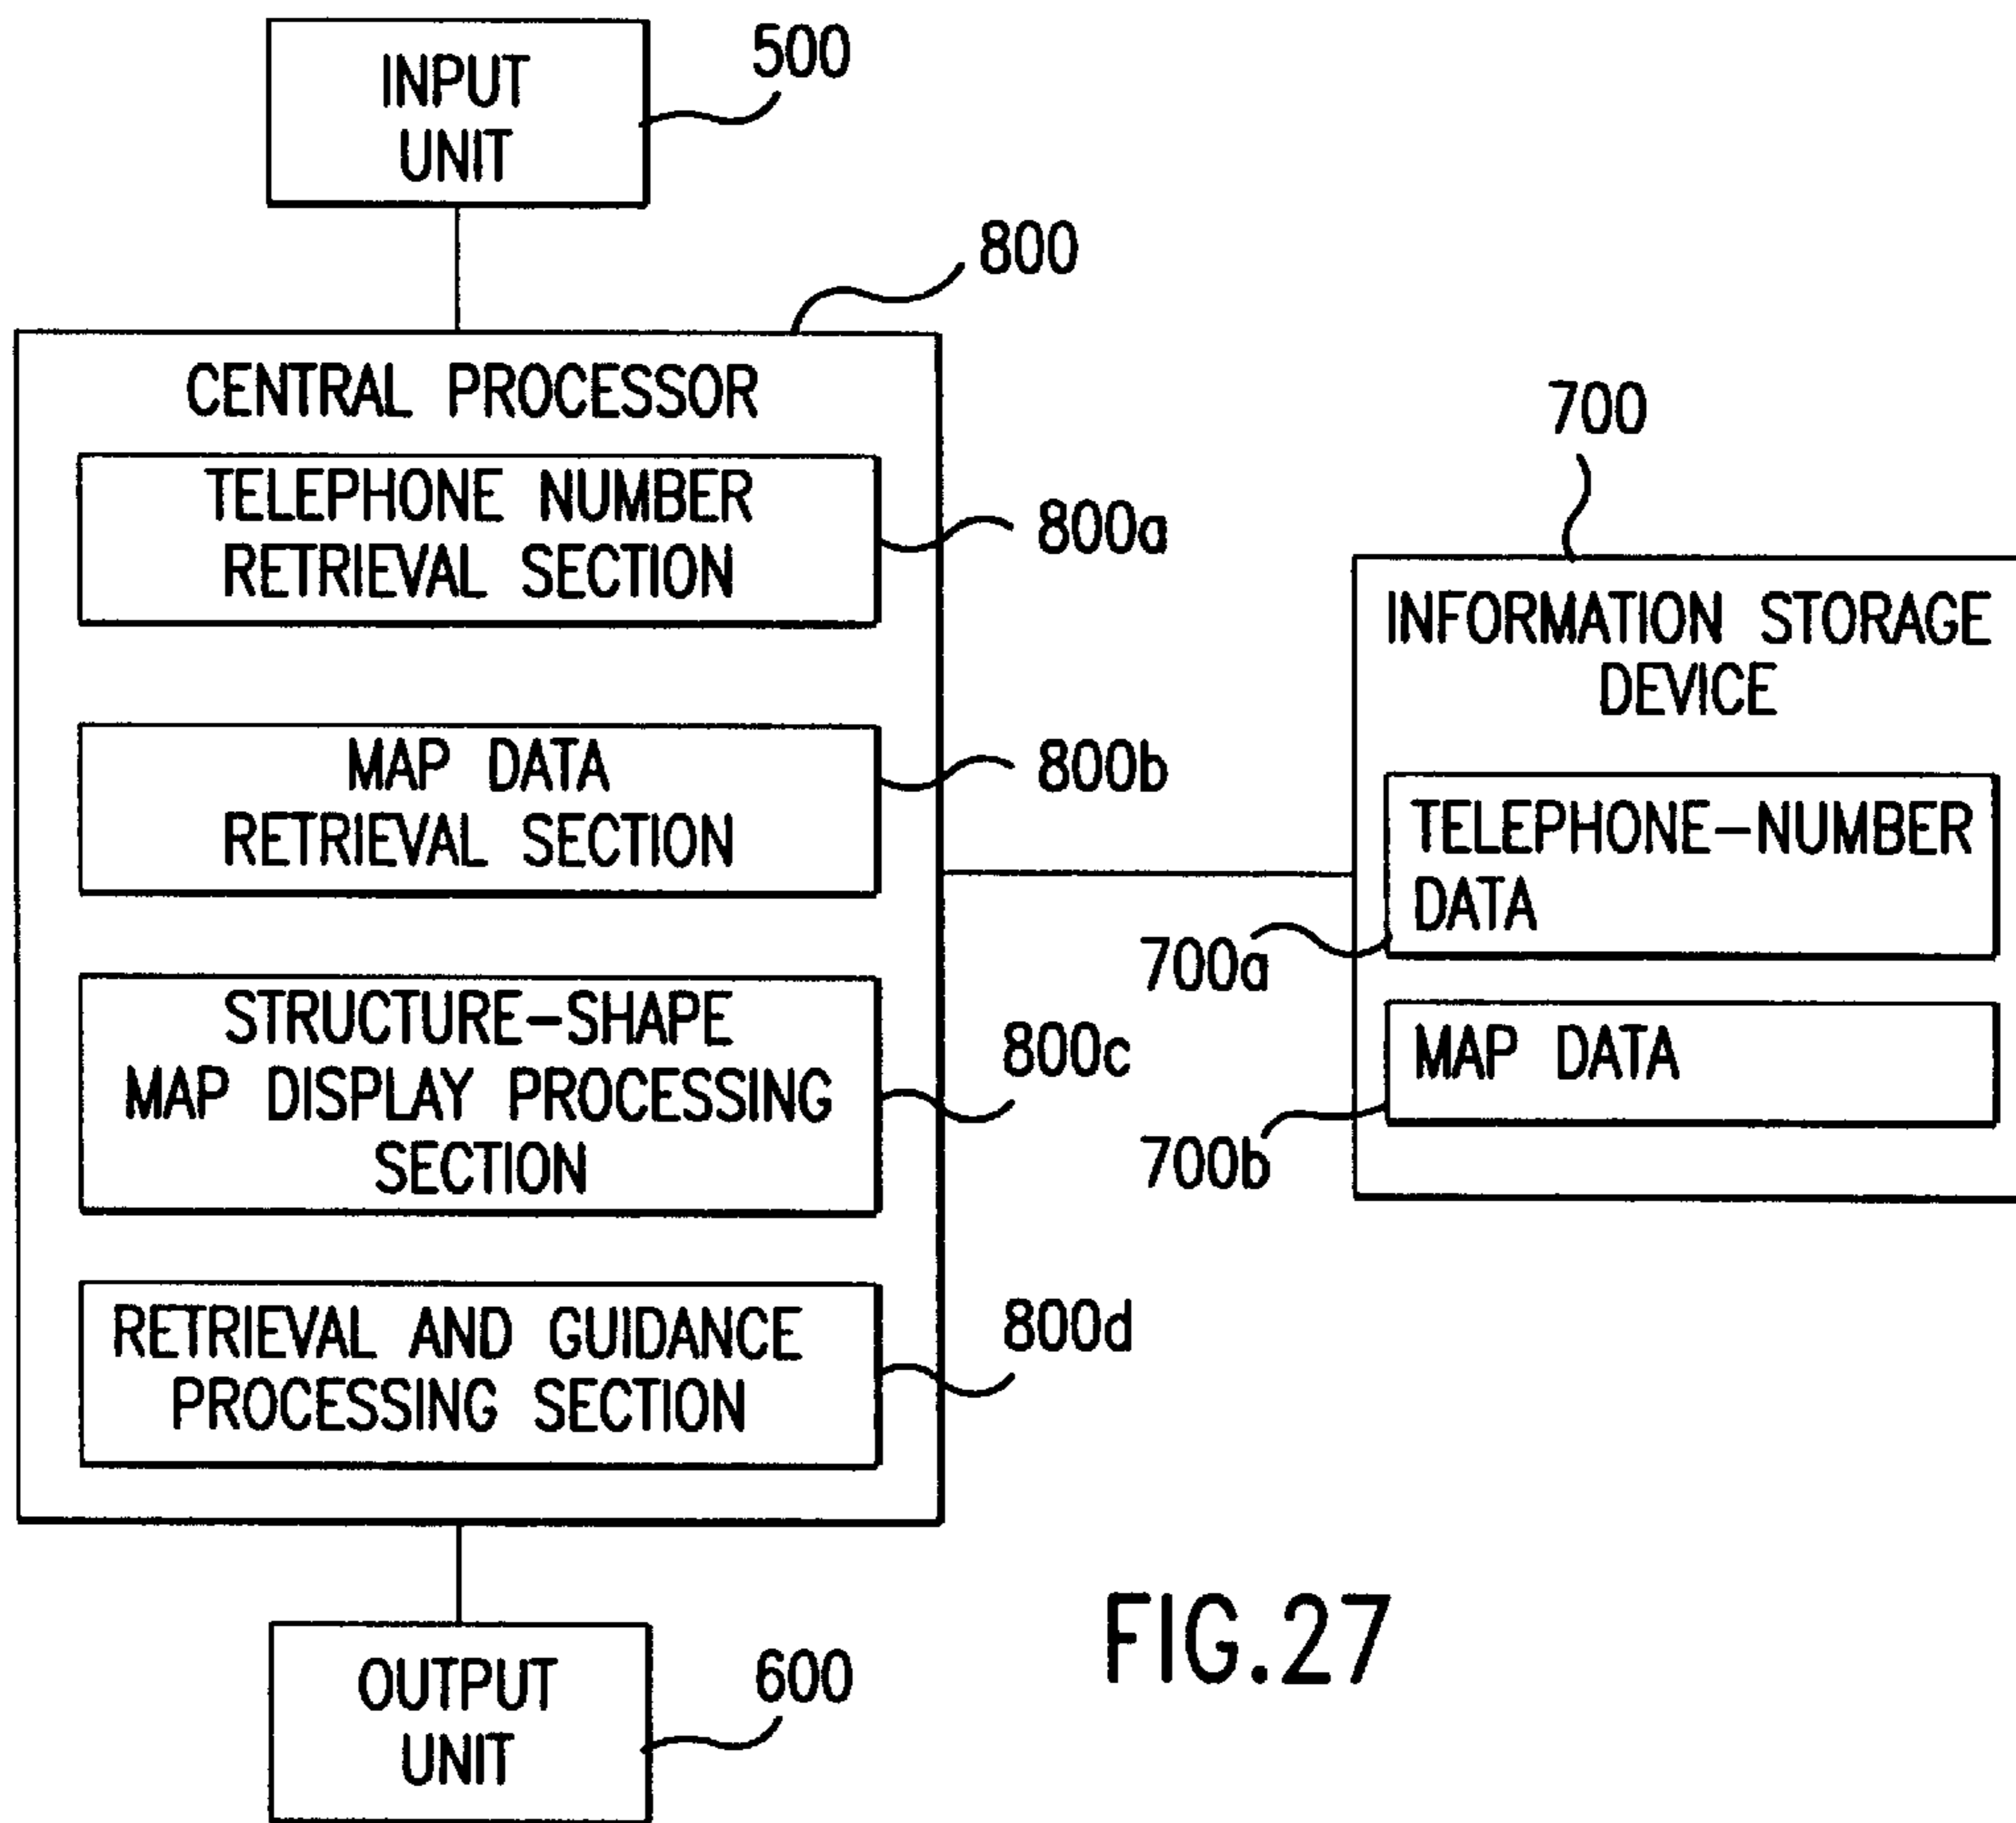 INPUT
UNIT
500
800
CENTRAL PROCESSOR
TELEPHONE NUMBER
RETRIEVAL SECTION
800a
MAP DATA
RETRIEVAL SECTION
800b
STRUCTURE-SHAPE
MAP DISPLAY PROCESSING
SECTION
800c
RETRIEVAL AND GUIDANCE
PROCESSING SECTION
800d
700
INFORMATION STORAGE
DEVICE
TELEPHONE-NUMBER
DATA
700a
MAP DATA
700b
OUTPUT
UNIT
600
FIG.27